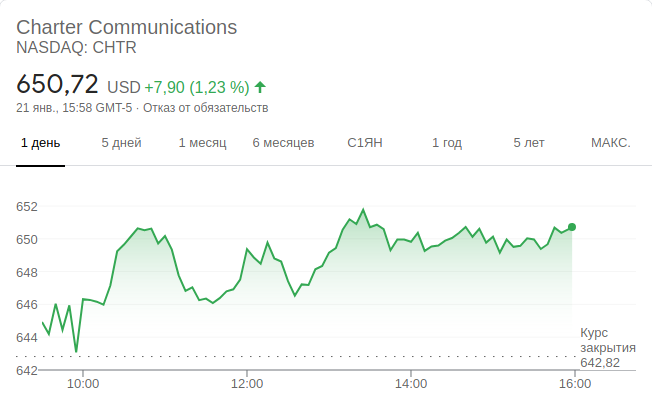 Charter Communications
NASDAQ: CHTR
650,72 USD +7,90 (1,23 %)
21 янв., 15:58 GMT-5 · Отказ от обязательств
1 день 5 дней 1 месяц 6 месяцев С1ЯН 1 год 5 лет МАКС.
652
650
648
646
644
642
Курс
закрытия
642,82
10:00 12:00 14:00 16:00